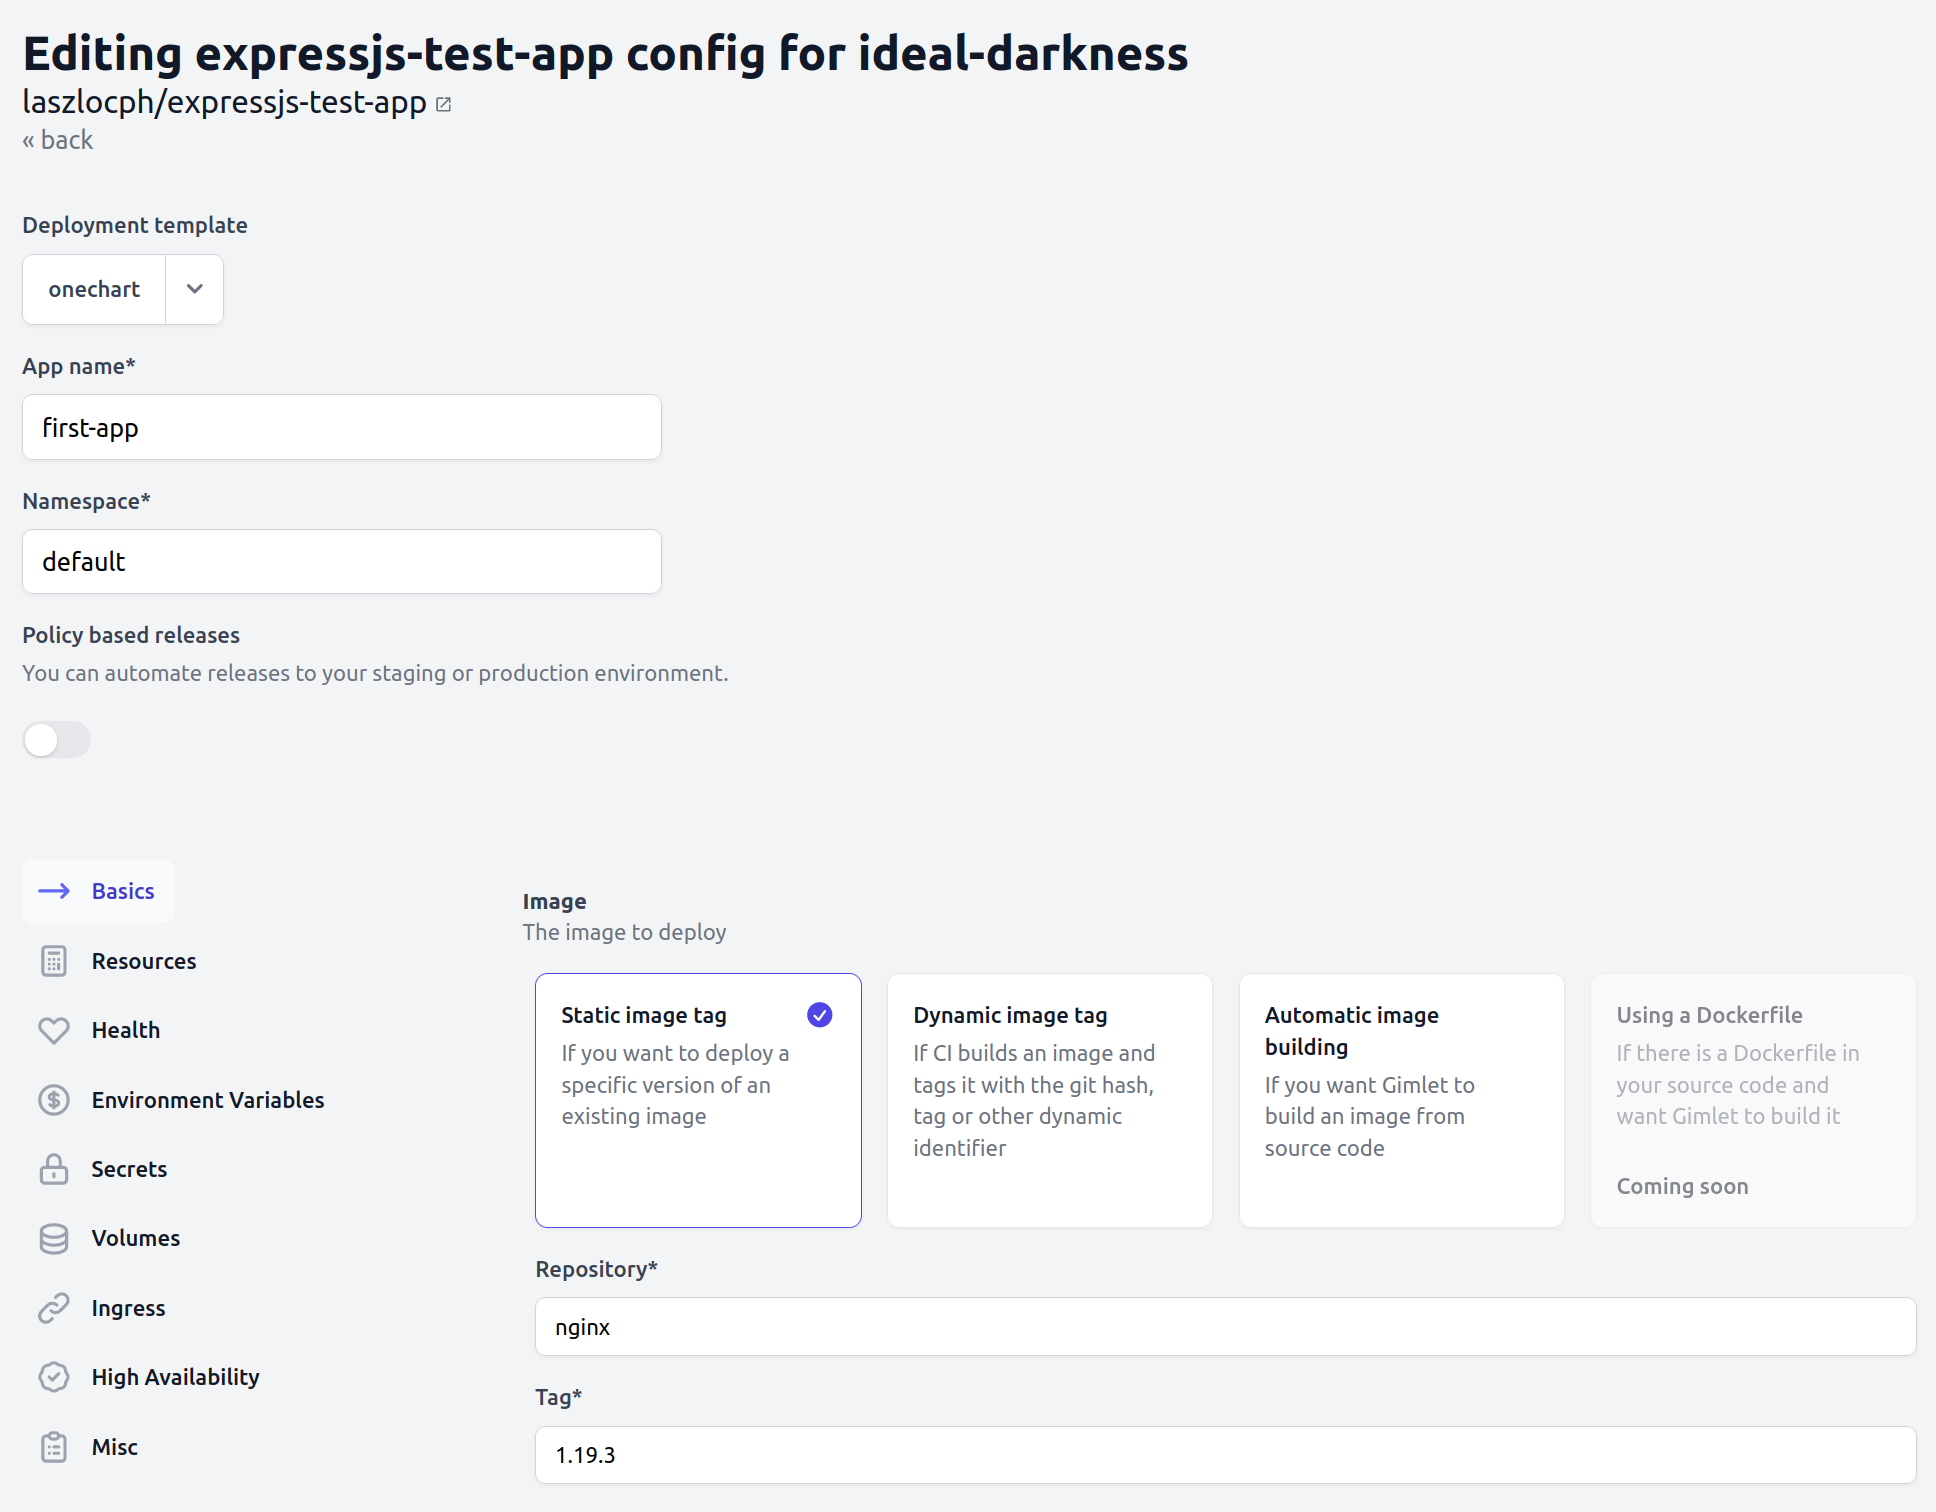 Editing expressjs-test-app config for ideal-darkness
laszlocph/expressjs-test-app
« back
Deployment template
onechart
App name*
first-app
Namespace*
default
Policy based releases
You can automate releases to your staging or production environment.
Basics
Resources
Health
Environment Variables
Secrets
Volumes
Ingress
High Availability
Misc
Image
The image to deploy
Static image tag
If you want to deploy a
specific version of an
existing image
Dynamic image tag
If CI builds an image and
tags it with the git hash,
tag or other dynamic
identifier
Automatic image
building
If you want Gimlet to
build an image from
source code
Using a Dockerfile
If there is a Dockerfile in
your source code and
want Gimlet to build it
Coming soon
Repository*
nginx
Tag*
1.19.3